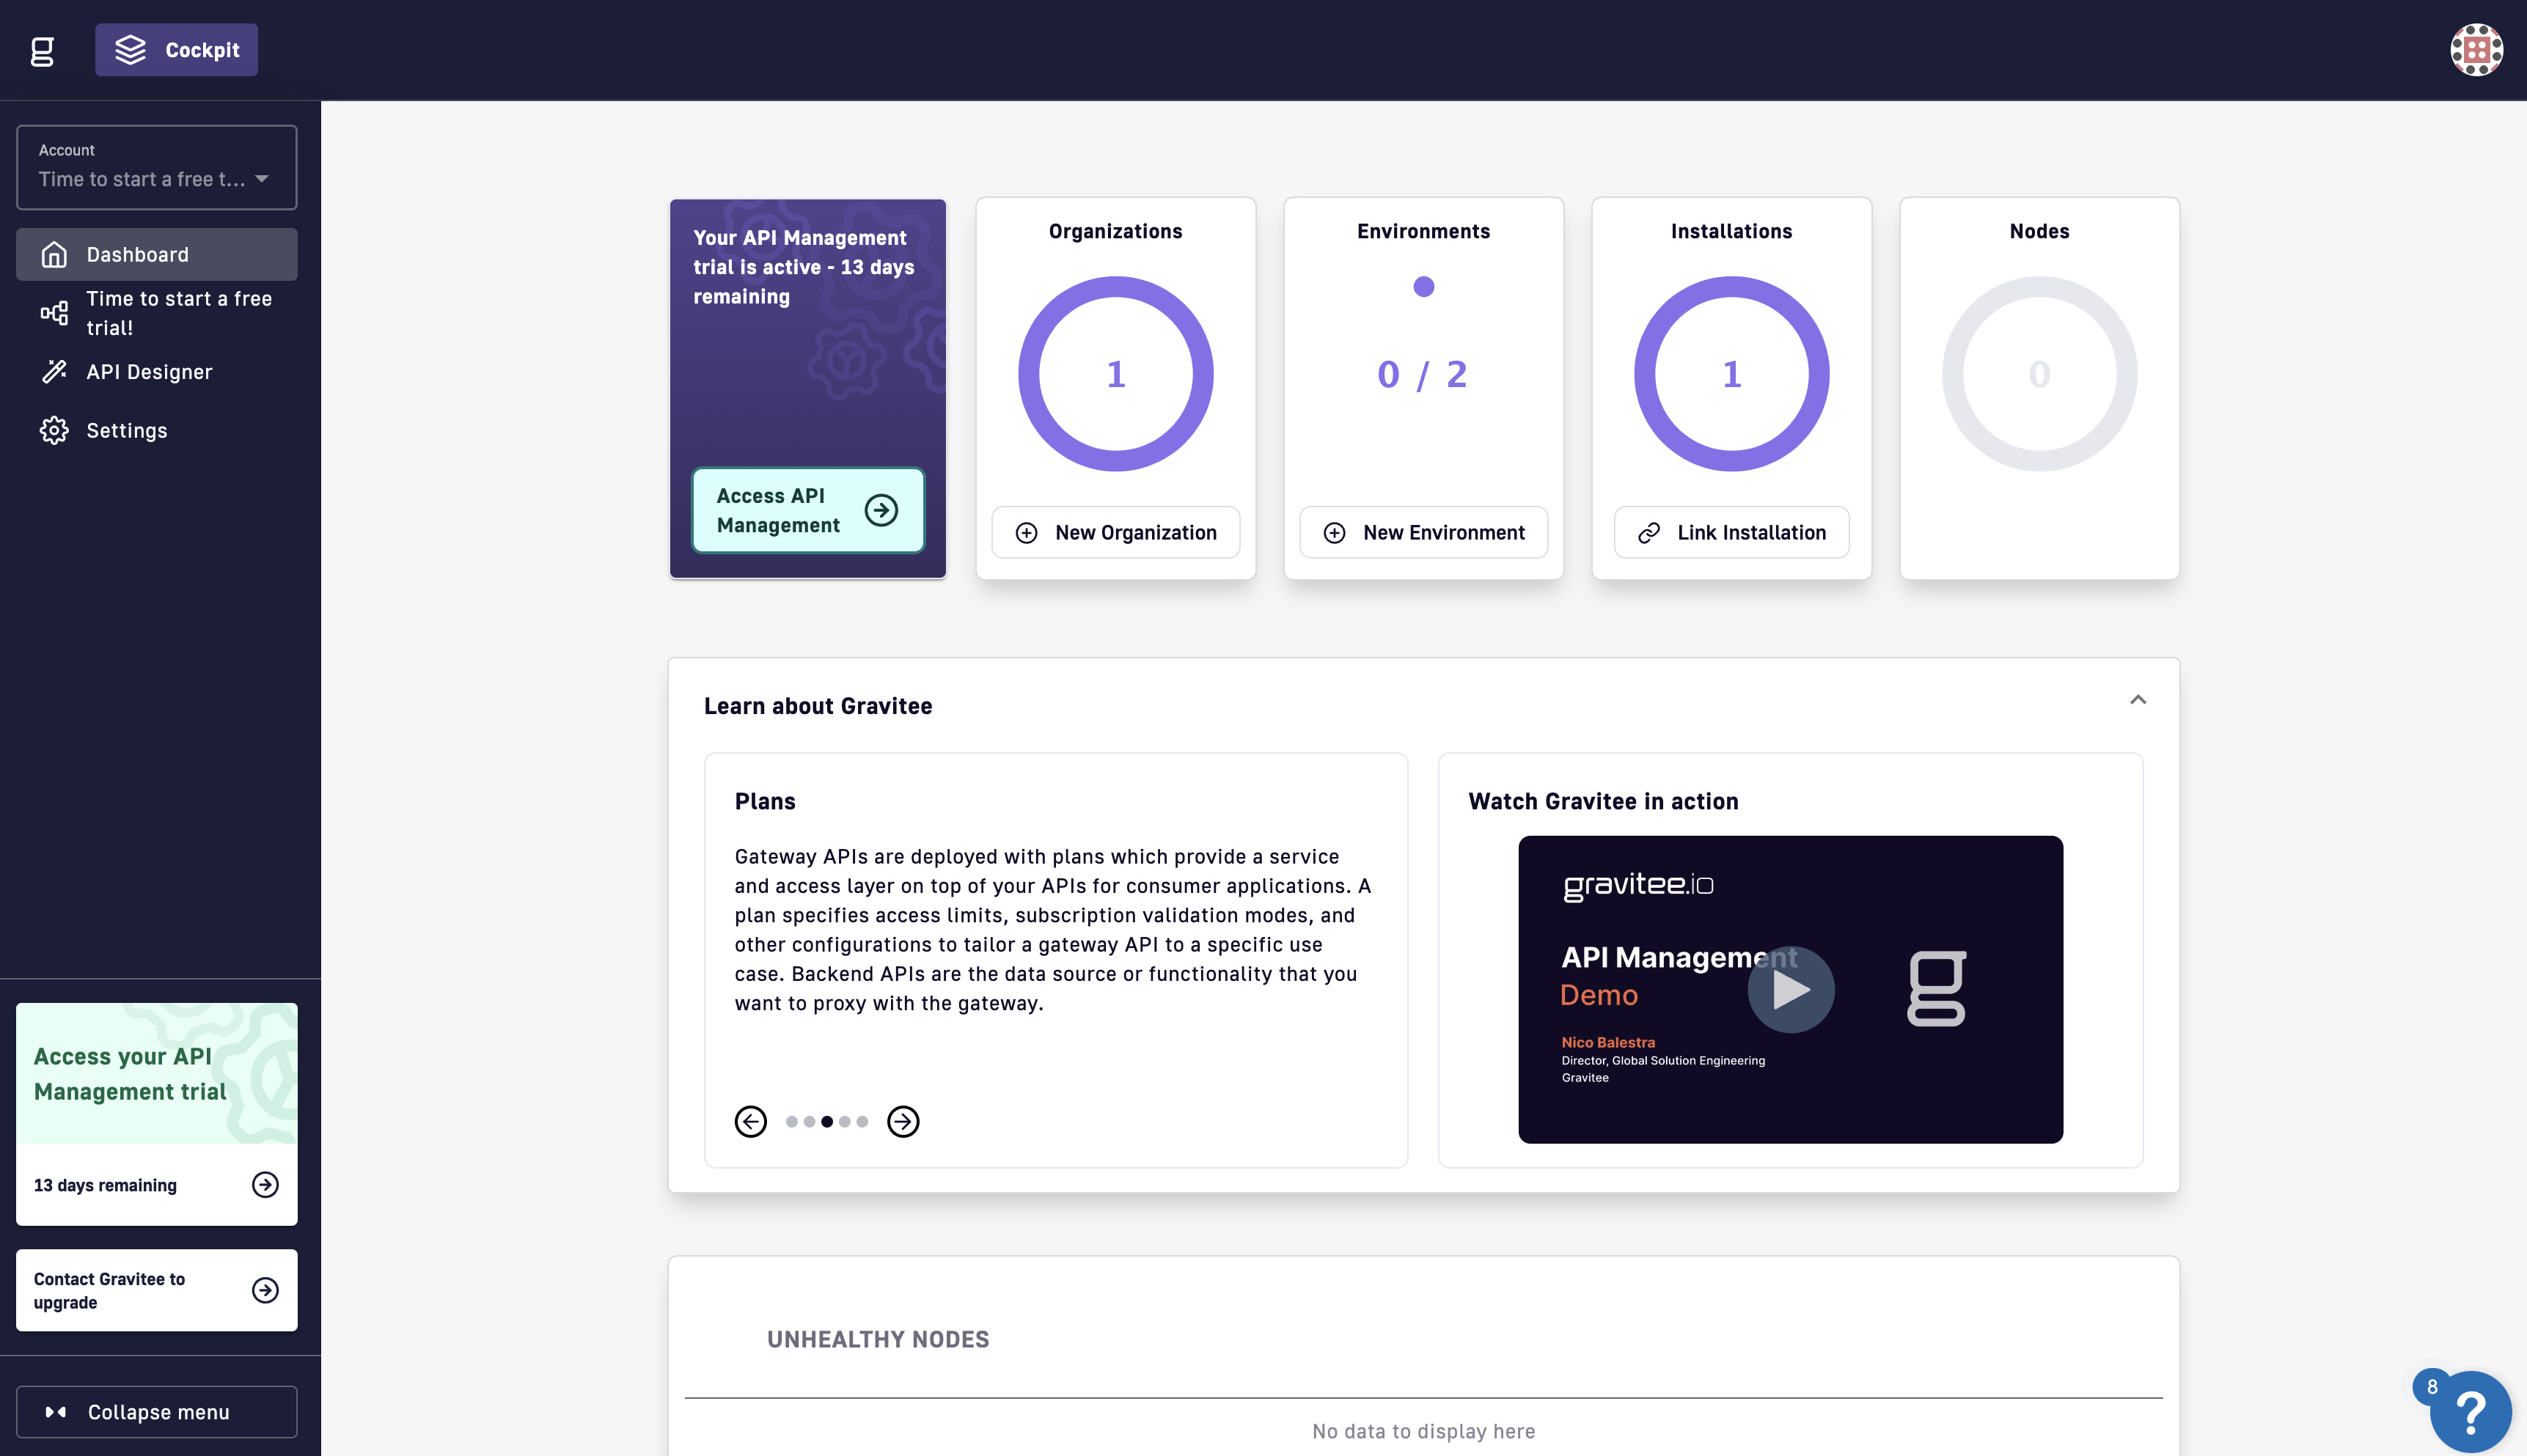 g
Cockpit
Account
Time to start a free t...
Dashboard
Time to start a free
trial!
API Designer
Settings
Access your API
Management trial
13 days remaining
Contact Gravitee to
upgrade
Collapse menu
Your API Management
trial is active - 13 days
remaining
Access API
Management
Organizations
1
New Organization
Environments
0 / 2
New Environment
Installations
1
Link Installation
Nodes
0
Learn about Gravitee
Plans
Gateway APIs are deployed with plans which provide a service
and access layer on top of your APIs for consumer applications. A
plan specifies access limits, subscription validation modes, and
other configurations to tailor a gateway API to a specific use
case. Backend APIs are the data source or functionality that you
want to proxy with the gateway.
Watch Gravitee in action
gravitee.io
API Management
Demo
Nico Balestra
Director, Global Solution Engineering
Gravitee
g
UNHEALTHY NODES
No data to display here
8
?